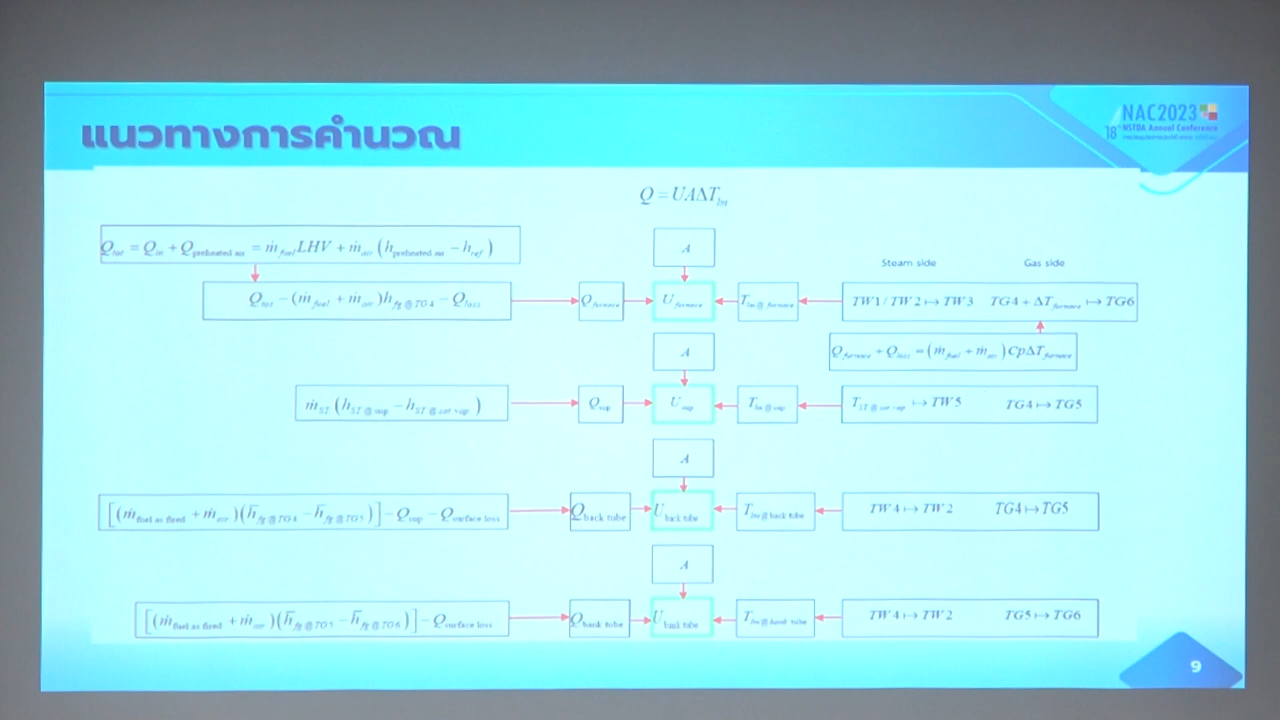 แนวทางการคำนวณ
NAC2023
18th NSTDA Annual Conference
Q = UAΔT_lm
Q_tot = Q_in + Q_preheated air = ṁ_fuel LHV + ṁ_air (h_preheated air − h_ref)
A
Steam side Gas side
Q_tot − (ṁ_fuel + ṁ_air)h_fg@TG4 − Q_loss Q_furnace U_furnace T_lm@furnace TW1/TW2 ↦ TW3 TG4 + ΔT_furnace ↦ TG6
A
Q_furnace + Q_loss = (ṁ_fuel + ṁ_air)CpΔT_furnace
ṁ_ST (h_ST@sup − h_ST@inr sup) Q_sup U_sup T_lm@sup ↦ TW5 TG4 ↦ TG5
A
[(ṁ_fuel as fired + ṁ_air)(h̅_fg@TG4 − h̅_fg@TG5)] − Q_sup − Q_surface loss Q_back tube U_back tube T_lm@back tube TW4 ↦ TW2 TG4 ↦ TG5
A
[(ṁ_fuel as fired + ṁ_air)(h̅_fg@TG5 − h̅_fg@TG6)] − Q_surface loss Q_bank tube U_bank tube T_lm@bank tube TW4 ↦ TW2 TG5 ↦ TG6
9